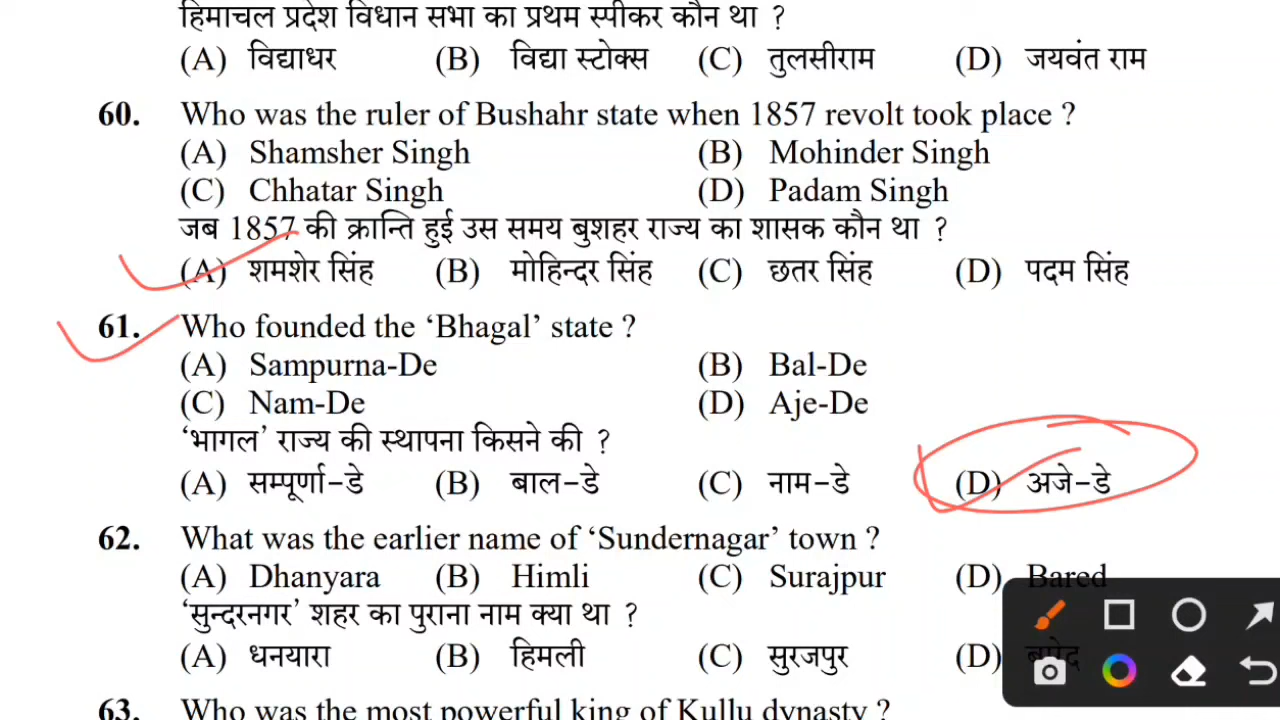 हिमाचल प्रदेश विधान सभा का प्रथम स्पीकर कौन था ?
(A) विद्याधर (B) विद्या स्टोक्स (C) तुलसीराम (D) जयवंत राम
60. Who was the ruler of Bushahr state when 1857 revolt took place ?
(A) Shamsher Singh (B) Mohinder Singh
(C) Chhatar Singh (D) Padam Singh
जब 1857 की क्रान्ति हुई उस समय बुशहर राज्य का शासक कौन था ?
(A) शमशेर सिंह (B) मोहिन्दर सिंह (C) छतर सिंह (D) पदम सिंह
61. Who founded the ‘Bhagal’ state ?
(A) Sampurna-De (B) Bal-De
(C) Nam-De (D) Aje-De
‘भागल’ राज्य की स्थापना किसने की ?
(A) सम्पूर्णा–डे (B) बाल–डे (C) नाम–डे (D) अजे–डे
62. What was the earlier name of ‘Sundernagar’ town ?
(A) Dhanyara (B) Himli (C) Surajpur (D) Bared
‘सुन्दरनगर’ शहर का पुराना नाम क्या था ?
(A) धनयारा (B) हिमली (C) सुरजपुर (D)
63. Who was the most powerful king of Kullu dynasty ?